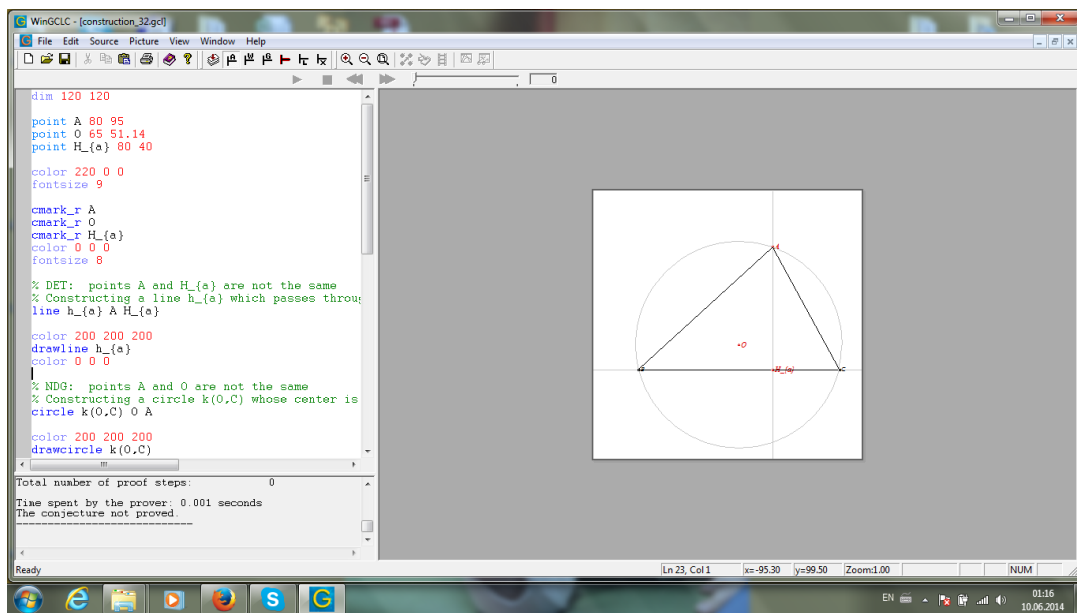 WinGCLC - [construction_32.gcl]
File Edit Source Picture View Window Help
0
dim 120 120
point A 80 95
point O 65 51.14
point H_{a} 80 40
color 220 0 0
fontsize 9
cmark_r A
cmark_r O
cmark_r H_{a}
color 0 0 0
fontsize 8
% DET: points A and H_{a} are not the same
% Constructing a line h_{a} which passes throu
line h_{a} A H_{a}
color 200 200 200
drawline h_{a}
color 0 0 0
% NDG: points A and O are not the same
% Constructing a circle k(O,C) whose center is
circle k(O,C) O A
color 200 200 200
drawcircle k(O,C)
A
O
B
H_{a}
C
Total number of proof steps: 0
Time spent by the prover: 0.001 seconds
The conjecture not proved.
-----------------------------
Ready
Ln 23, Col 1
x=-95.30
y=99.50
Zoom:1.00
NUM
EN
01:16
10.06.2014